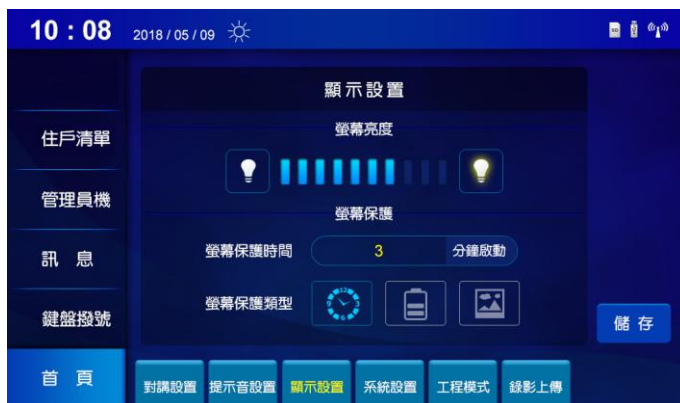 10 : 08 2018 / 05 / 09
顯示設置
螢幕亮度
住戶清單
管理員機
訊 息
鍵盤撥號
首 頁
螢幕保護
螢幕保護時間 3 分鐘啟動
螢幕保護類型
儲 存
對講設置 提示音設置 顯示設置 系統設置 工程模式 錄影上傳